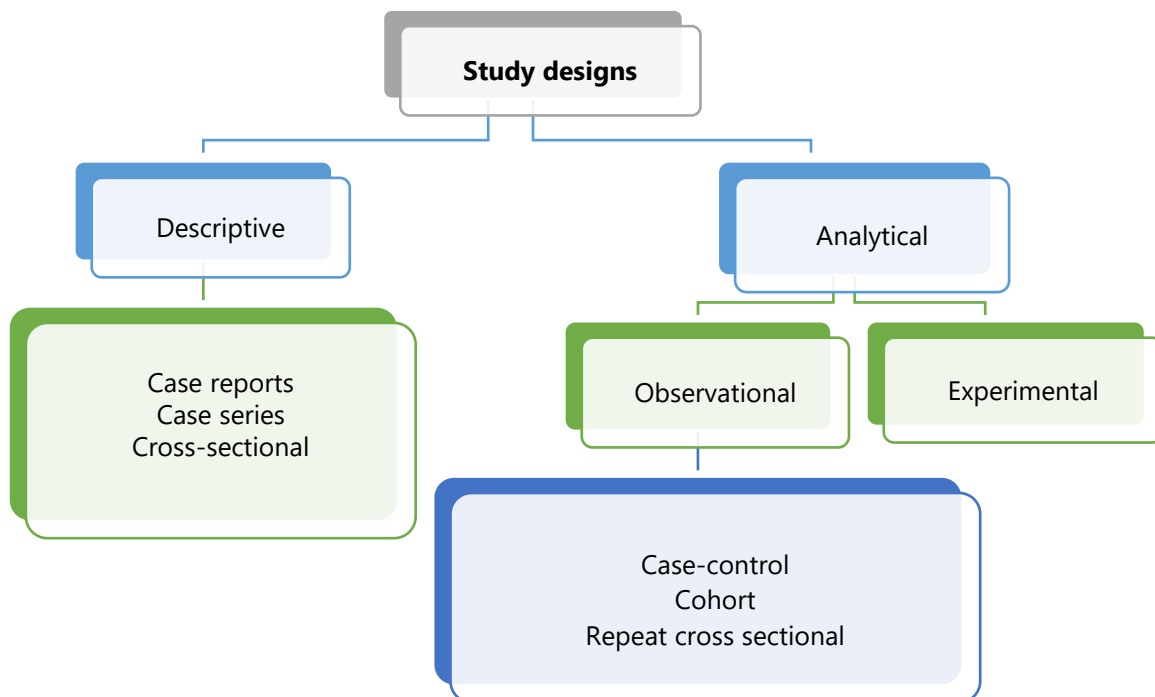 Study designs
Descriptive
Analytical
Case reports
Case series
Cross-sectional
Observational
Experimental
Case-control
Cohort
Repeat cross sectional